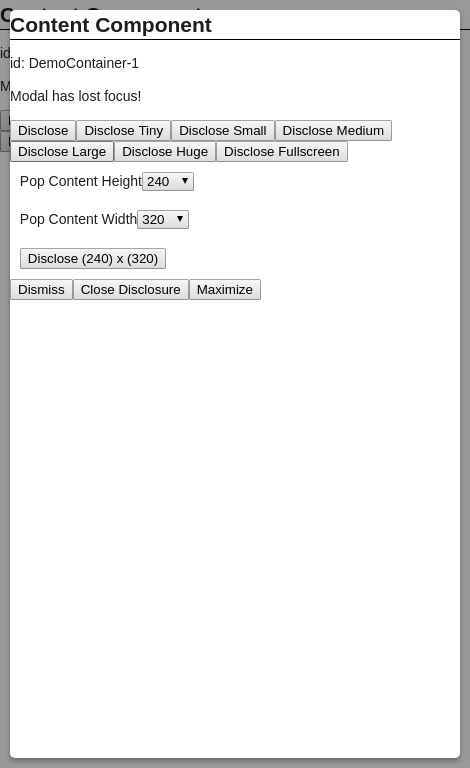 Content Component
id: DemoContainer-1
Modal has lost focus!
Disclose Disclose Tiny Disclose Small Disclose Medium
Disclose Large Disclose Huge Disclose Fullscreen
Pop Content Height 240
Pop Content Width 320
Disclose (240) x (320)
Dismiss Close Disclosure Maximize